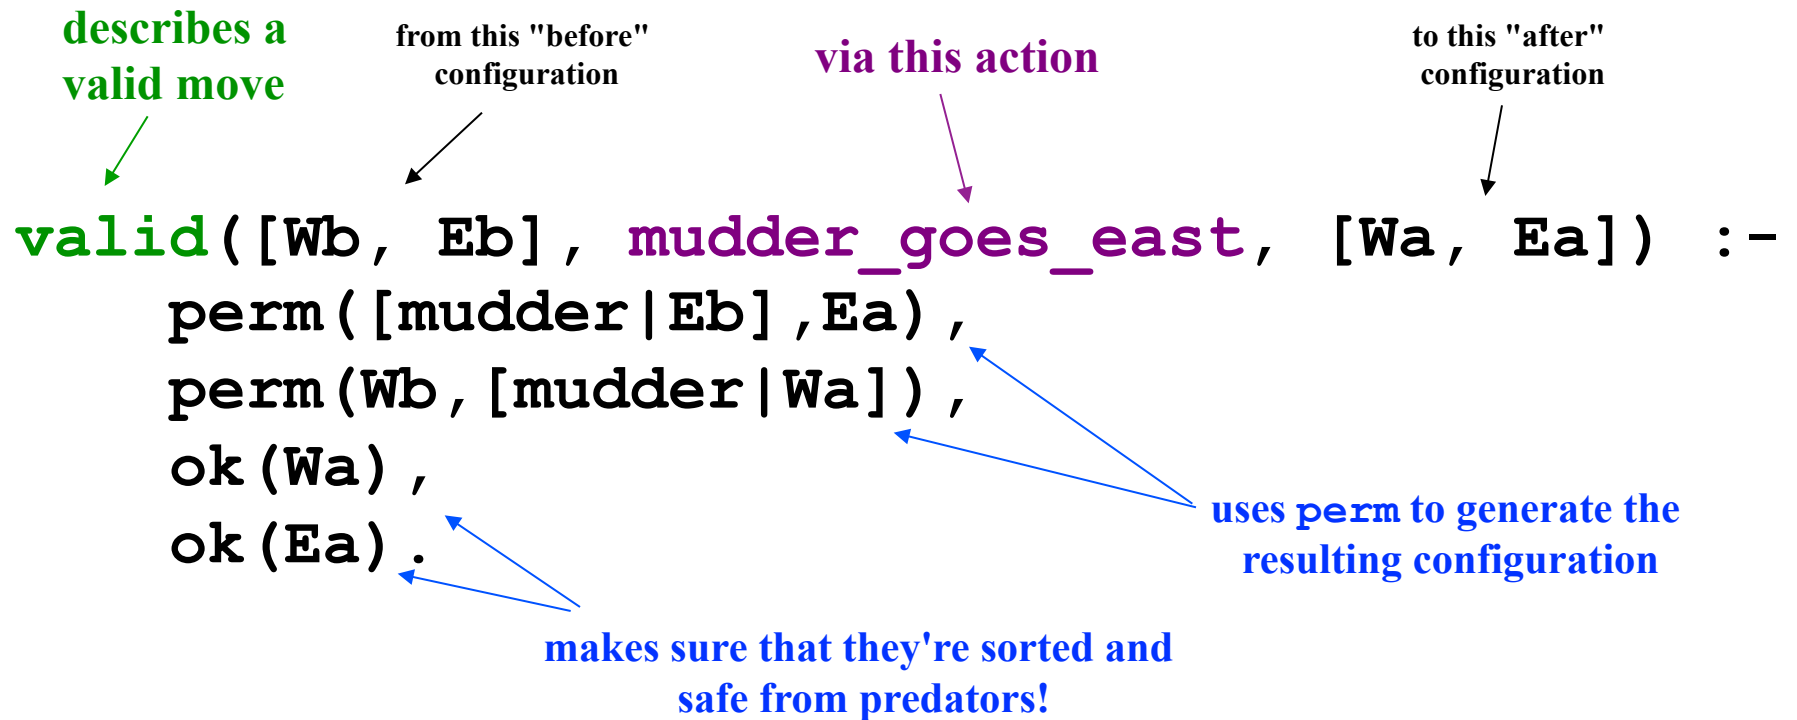 describes a
valid move
from this "before"
configuration
via this action
to this "after"
configuration
valid([Wb, Eb], mudder_goes_east, [Wa, Ea]) :-
perm([mudder|Eb],Ea),
perm(Wb,[mudder|Wa]),
ok(Wa),
ok(Ea).
uses perm to generate the
resulting configuration
makes sure that they're sorted and
safe from predators!